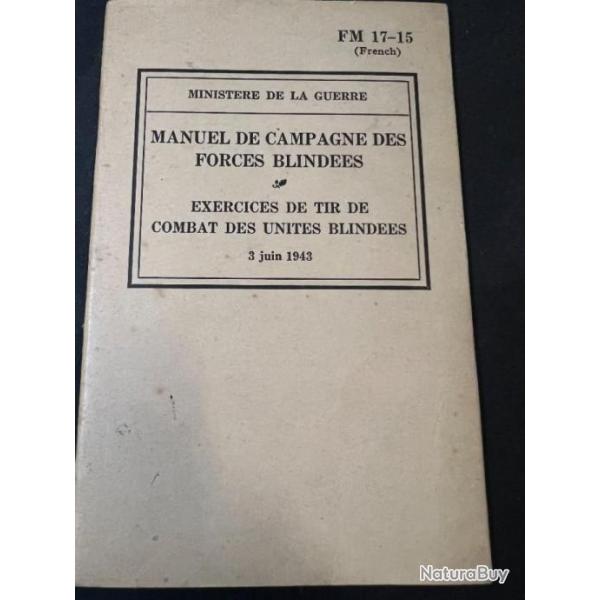 FM 17-15
(French)
MINISTERE DE LA GUERRE
MANUEL DE CAMPAGNE DES
FORCES BLINDEES
EXERCICES DE TIR DE
COMBAT DES UNITES BLINDEES
3 juin 1943
NaturaBuy